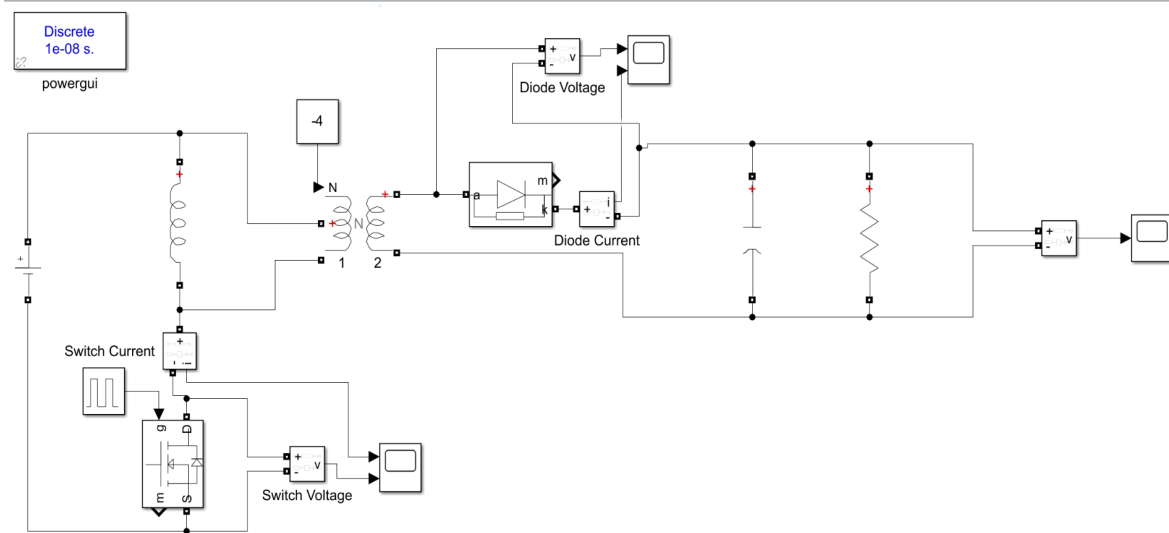 Discrete
1e-08 s.
powergui
-4
N
N
1
2
+
-
v
Diode Voltage
a
m
k
+
i
-
Diode Current
+
-
v
+
Switch Current
+
-
i
g
D
m
S
+
-
v
Switch Voltage